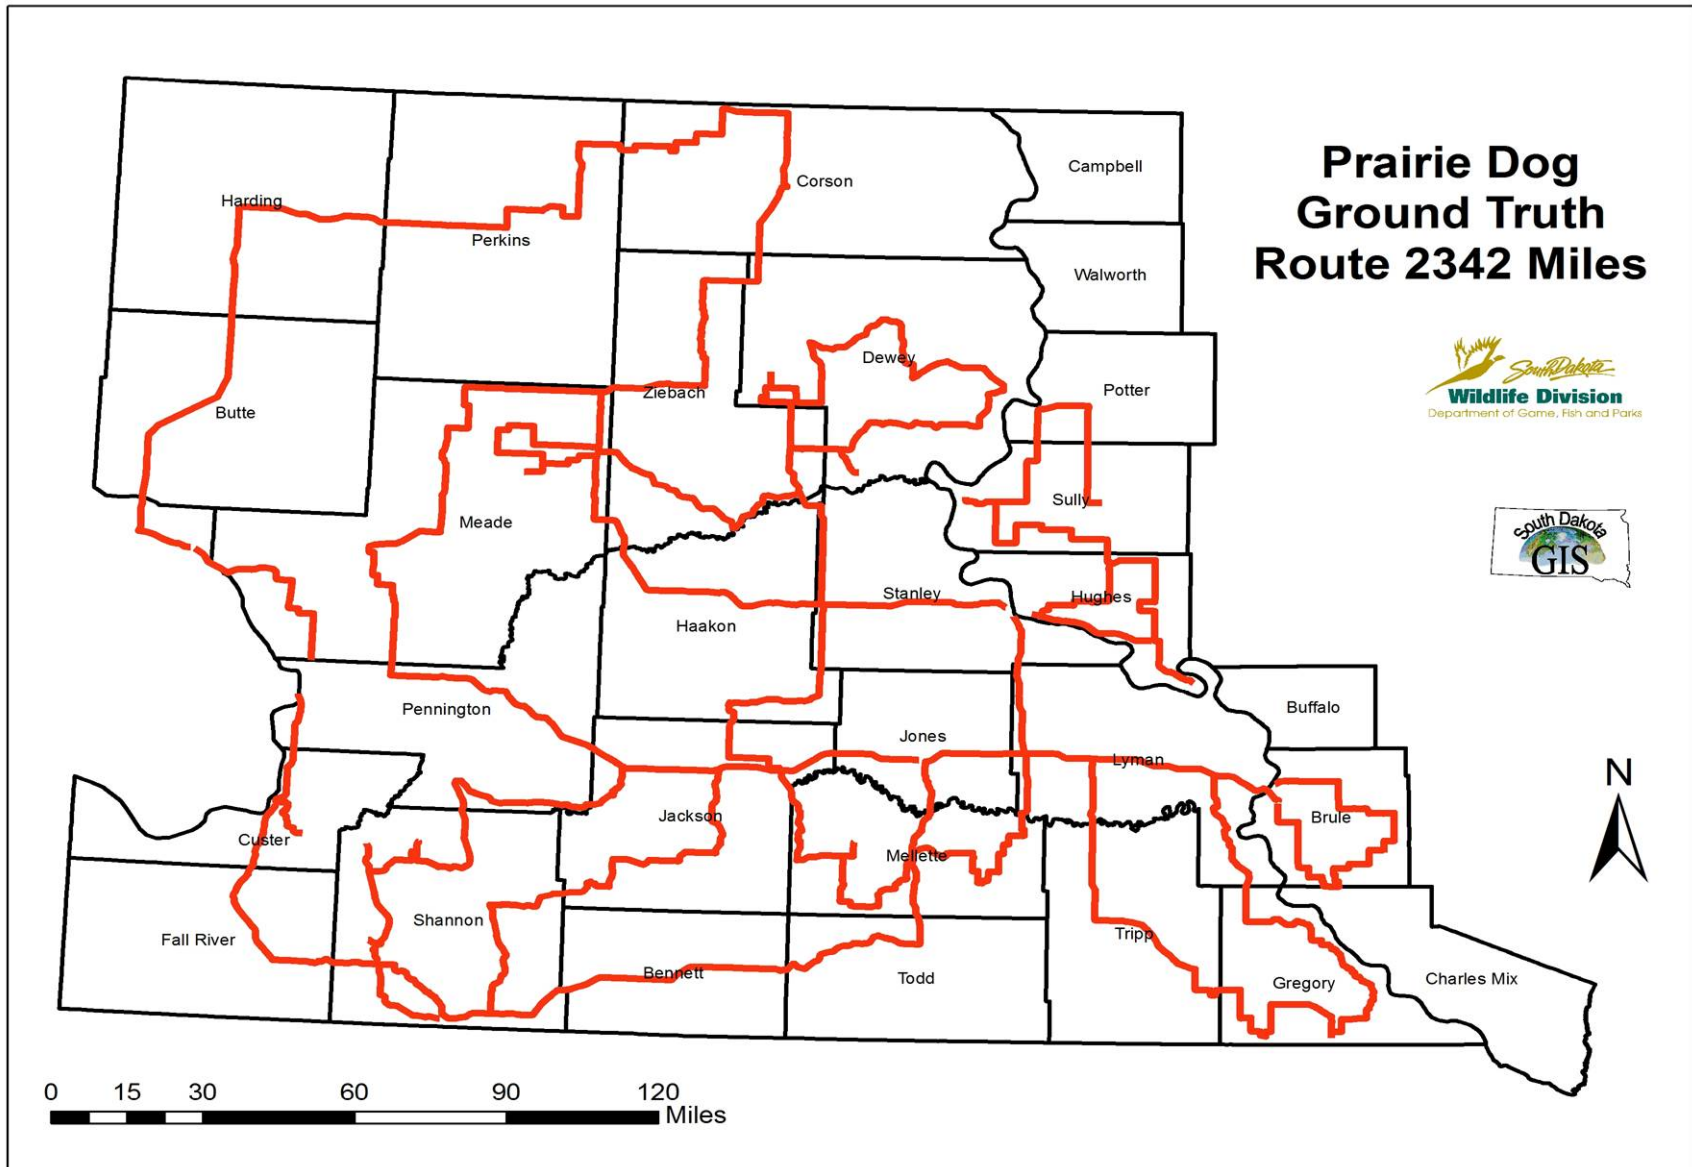 Prairie Dog
Ground Truth
Route 2342 Miles
South Dakota
Wildlife Division
Department of Game, Fish and Parks
South Dakota
GIS
N
Campbell
Corson
Harding
Perkins
Walworth
Dewey
Potter
Ziebach
Butte
Sully
Meade
Stanley
Hughes
Haakon
Pennington
Buffalo
Jones
Lyman
Jackson
Brule
Custer
Mellette
Shannon
Fall River
Tripp
Bennett
Todd
Gregory
Charles Mix
0 15 30 60 90 120
Miles